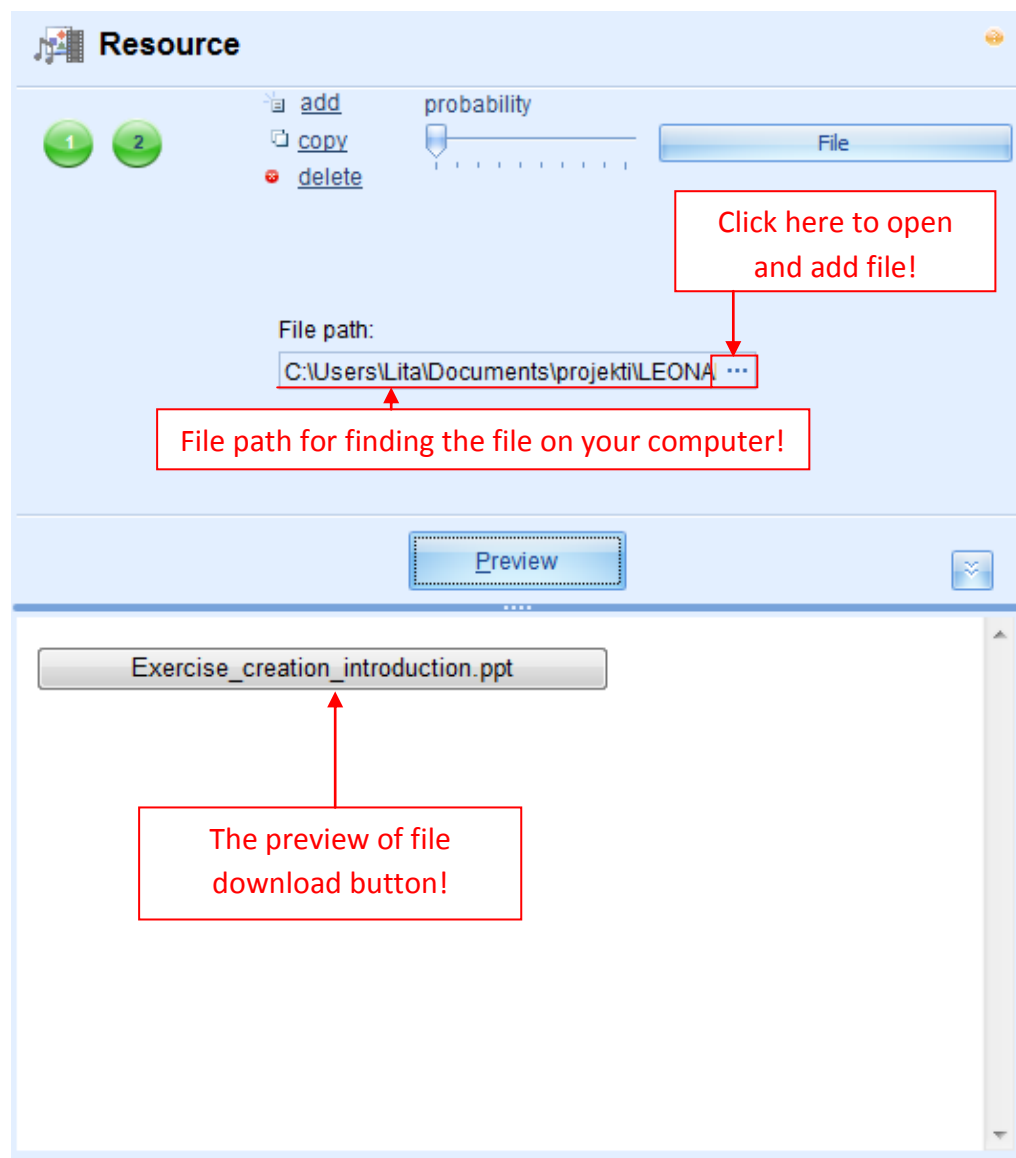 Resource
1 2
add
copy
delete
probability
File
Click here to open
and add file!
File path:
C:\Users\Lita\Documents\projekti\LEONA ...
File path for finding the file on your computer!
Preview
Exercise_creation_introduction.ppt
The preview of file
download button!